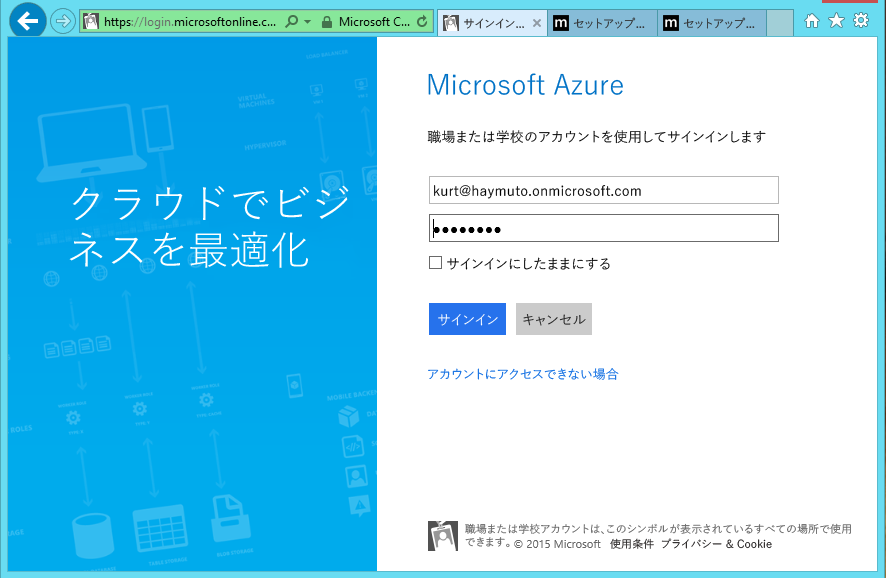 https://login.microsoftonline.c...
Microsoft C...
サインイン...
セットアップ...
セットアップ...
Microsoft Azure
職場または学校のアカウントを使用してサインインします
kurt@haymuto.onmicrosoft.com
●●●●●●●●
サインインにしたままにする
サインイン
キャンセル
アカウントにアクセスできない場合
クラウドでビジ
ネスを最適化
LOAD BALANCER
VIRTUAL
MACHINES
HYPERVISOR
ROLES
MOBILE BACKEN
職場または学校アカウントは、このシンボルが表示されているすべての場所で使用
できます。© 2015 Microsoft 使用条件 プライバシー & Cookie